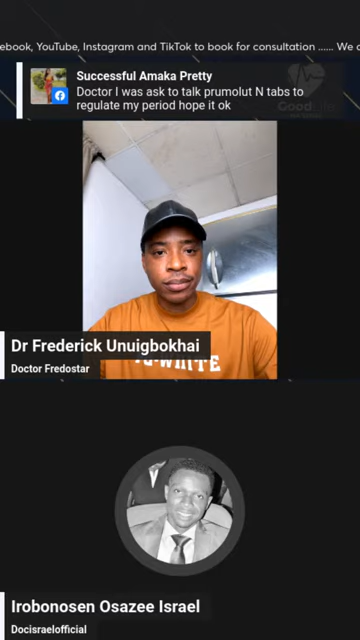 ebook, YouTube, Instagram and TikTok to book for consultation ...... We
Successful Amaka Pretty
Doctor I was ask to talk prumolut N tabs to
regulate my period hope it ok
Dr Frederick Unuigbokhai
Doctor Fredostar
Irobonosen Osazee Israel
Docisraelofficial